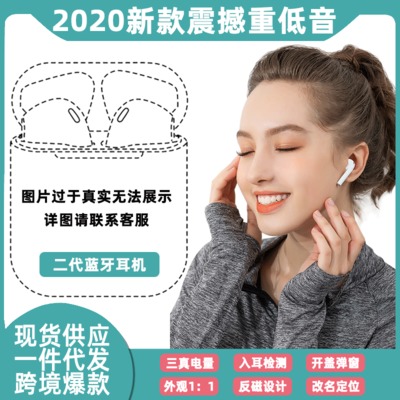 2020新款震撼重低音
图片过于真实无法展示
详图请联系客服
二代蓝牙耳机
现货供应
一件代发
跨境爆款
三真电量
入耳检测
开盖弹窗
外观1：1
反磁设计
改名定位